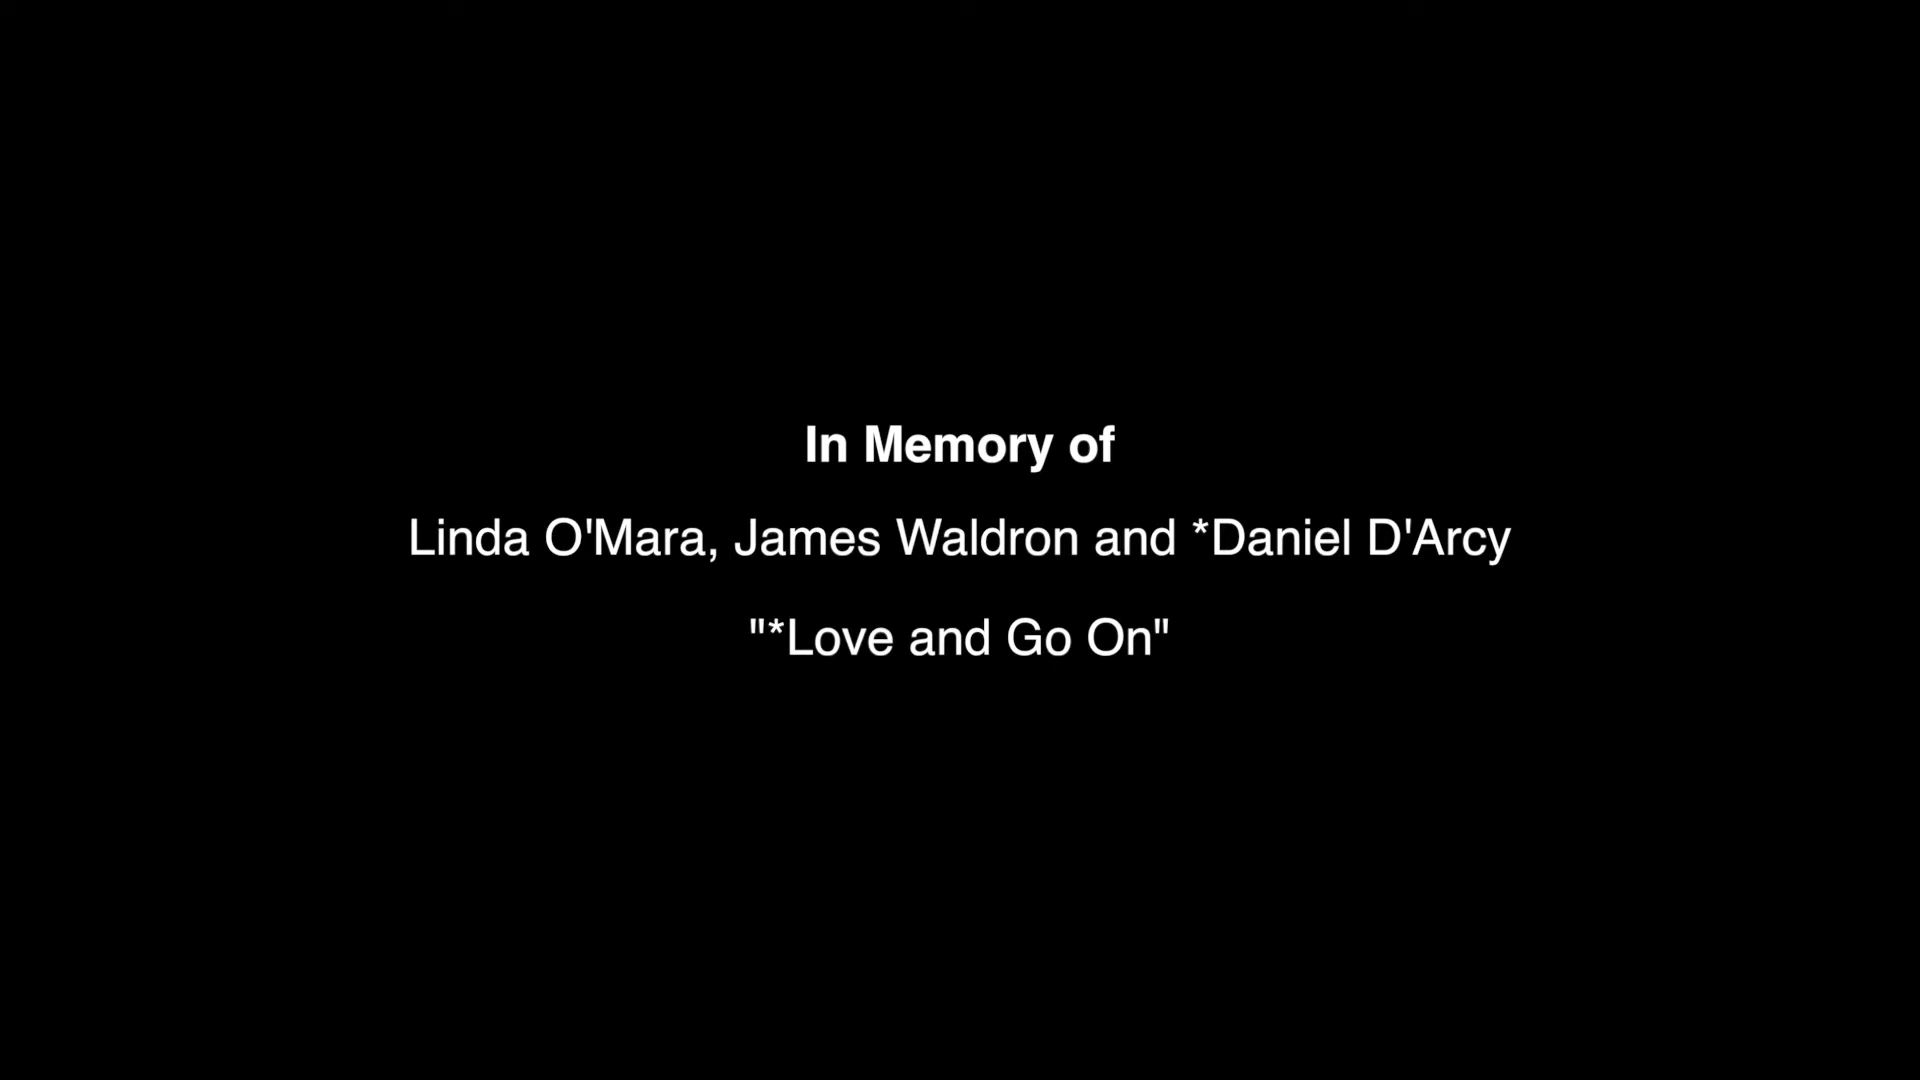 In Memory of
Linda O'Mara, James Waldron and *Daniel D'Arcy
"*Love and Go On"